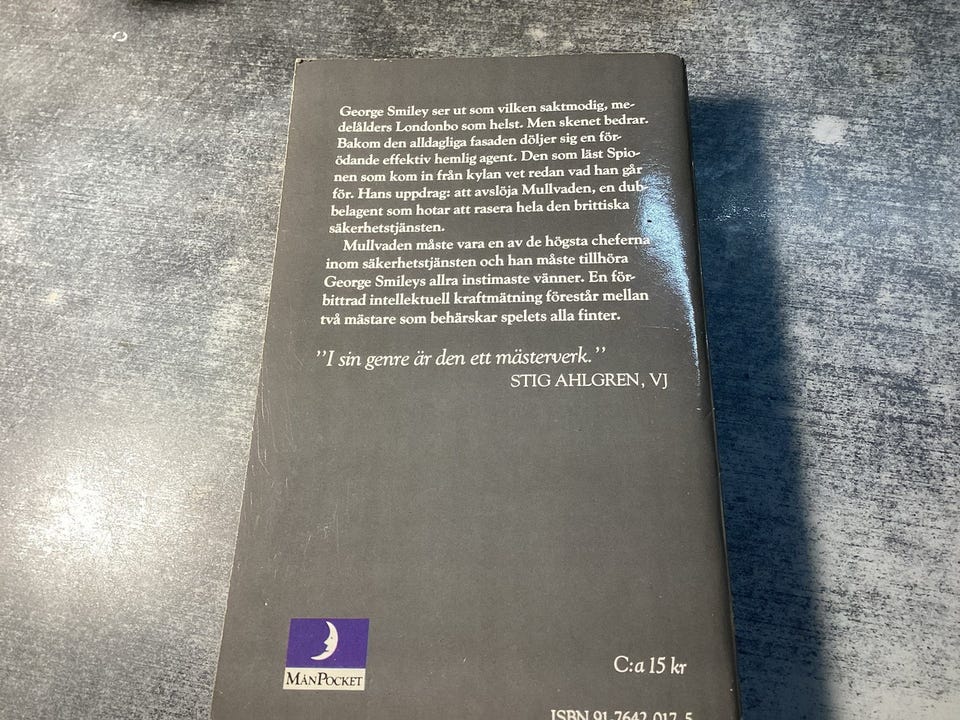 George Smiley ser ut som vilken saktmodig, me-
delålders Londonbo som helst. Men skenet bedrar.
Bakom den alldagliga fasaden döljer sig en för-
ödande effektiv hemlig agent. Den som läst Spio-
nen som kom in från kylan vet redan vad han går
för. Hans uppdrag: att avslöja Mullvaden, en dub-
belagent som hotar att rasera hela den brittiska
säkerhetstjänsten.
Mullvaden måste vara en av de högsta cheferna
inom säkerhetstjänsten och han måste tillhöra
George Smileys allra instimaste vänner. En för-
bittrad intellektuell kraftmätning förestår mellan
två mästare som behärskar spelets alla finter.
”I sin genre är den ett mästerverk.”
STIG AHLGREN, VJ
MÅNPOCKET
C:a 15 kr
ISBN 91-7642-017-5